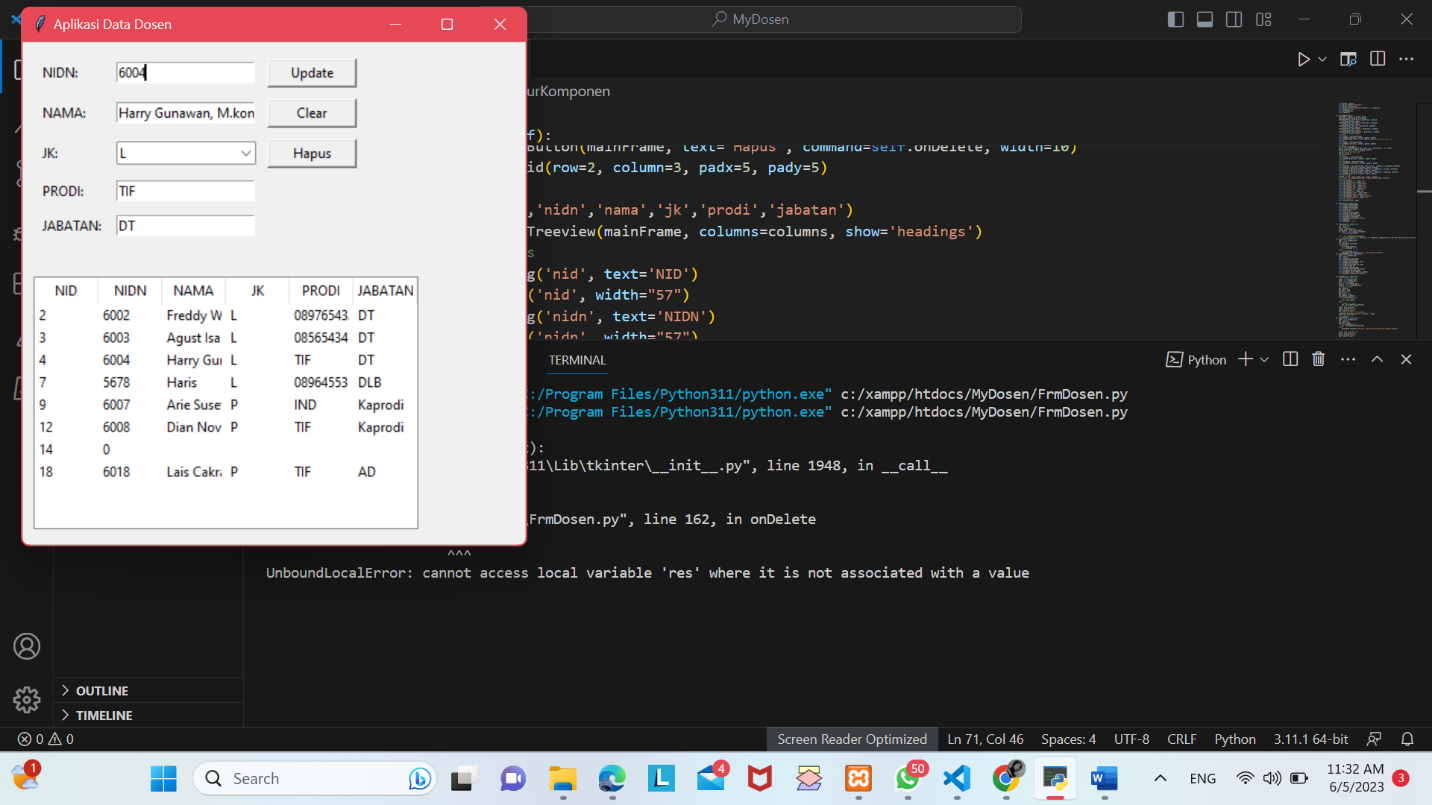 Aplikasi Data Dosen
MyDosen
NIDN: 6004 Update
NAMA: Harry Gunawan, M.kon Clear
JK: L Hapus
PRODI: TIF
JABATAN: DT
NID NIDN NAMA JK PRODI JABATAN
2 6002 Freddy W L 08976543 DT
3 6003 Agust Isa L 08565434 DT
4 6004 Harry Gu L TIF DT
7 5678 Haris L 08964553 DLB
9 6007 Arie Suse P IND Kaprodi
12 6008 Dian Nov P TIF Kaprodi
14 0
18 6018 Lais Cakra P TIF AD
urKomponen
f):
Button(mainFrame, text="Hapus", command=self.onDelete, width=10)
id(row=2, column=3, padx=5, pady=5)
,'nidn','nama','jk','prodi','jabatan')
Treeview(mainFrame, columns=columns, show='headings')
s
g('nid', text='NID')
('nid', width="57")
g('nidn', text='NIDN')
('nidn', width="57")
TERMINAL
Python
:/Program Files/Python311/python.exe" c:/xampp/htdocs/MyDosen/FrmDosen.py
:/Program Files/Python311/python.exe" c:/xampp/htdocs/MyDosen/FrmDosen.py
):
311\Lib\tkinter\__init__.py", line 1948, in __call__
\FrmDosen.py", line 162, in onDelete
^^^
UnboundLocalError: cannot access local variable 'res' where it is not associated with a value
OUTLINE
TIMELINE
0 0
Screen Reader Optimized Ln 71, Col 46 Spaces: 4 UTF-8 CRLF Python 3.11.1 64-bit
1
Search
L
4
50
W
ENG
11:32 AM
6/5/2023
3